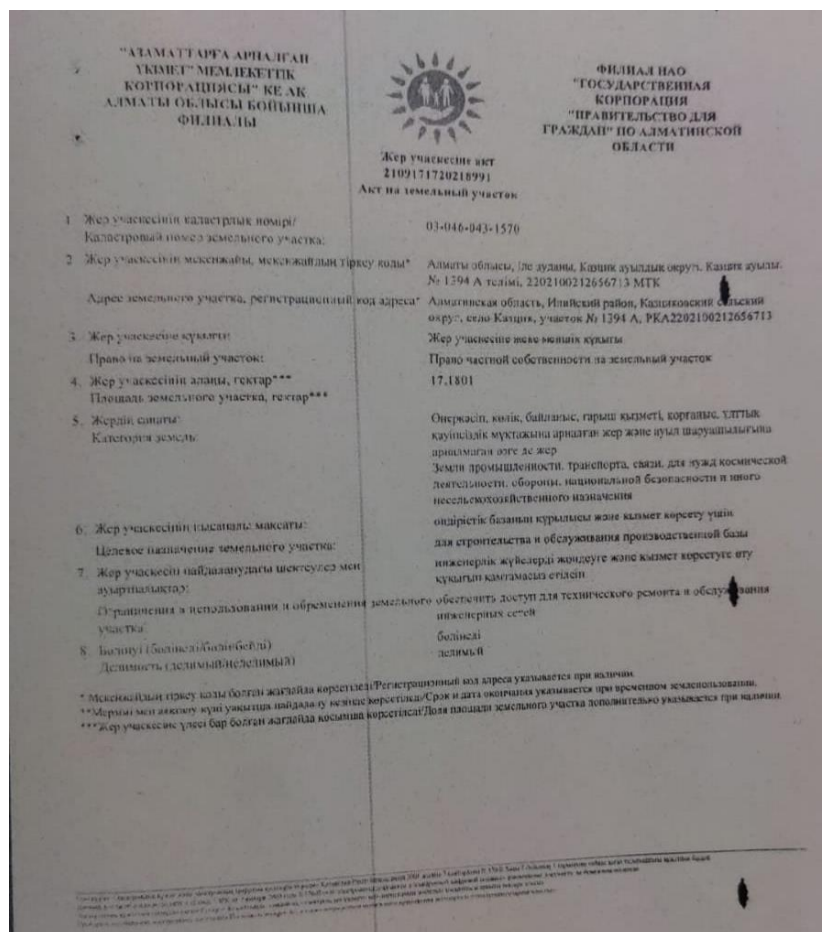 "АЗАМАТТАРҒА АРНАЛҒАН
ҮКІМЕТ" МЕМЛЕКЕТТІК
КОРПОРАЦИЯСЫ" КЕ АҚ
АЛМАТЫ ОБЛЫСЫ БОЙЫНША
ФИЛИАЛЫ
ФИЛИАЛ НАО
"ГОСУДАРСТВЕННАЯ
КОРПОРАЦИЯ
"ПРАВИТЕЛЬСТВО ДЛЯ
ГРАЖДАН" ПО АЛМАТИНСКОЙ
ОБЛАСТИ
Жер учаскесіне акт
2109171720218991
Акт на земельный участок
1 Жер учаскесінің кадастрлық нөмірі/
Кадастровый номер земельного участка:
03-046-043-1570
2 Жер учаскесінің мекенжайы, мекенжайдың тіркеу коды*
Алматы облысы, Іле ауданы, Казцик ауылдық округі, Казцик ауылы,
№ 1394 А телімі, 2202100212656713 МТК
Адрес земельного участка, регистрационный код адреса*
Алматинская область, Илийский район, Казциковский сельский
округ, село Казцик, участок № 1394 А, РКА2202100212656713
3. Жер учаскесіне құқығы:
Жер учаскесіне жеке меншік құқығы
Право на земельный участок:
Право частной собственности на земельный участок
4. Жер учаскесінің алаңы, гектар***
17.1801
Площадь земельного участка, гектар***
5. Жердің санаты:
Өнеркәсіп, көлік, байланыс, ғарыш қызметі, қорғаныс, ұлттық
қауіпсіздік мұқтажына арналған жер және ауыл шаруашылығына
арналмаған өзге де жер
Категория земель:
Земли промышленности, транспорта, связи, для нужд космической
деятельности, обороны, национальной безопасности и иного
несельскохозяйственного назначения
6. Жер учаскесінің нысаналы мақсаты:
өндірістік базаның құрылысы және қызмет көрсету үшін
Целевое назначение земельного участка:
для строительства и обслуживания производственной базы
7. Жер учаскесін пайдаланудағы шектеулер мен
ауыртпалықтар:
инженерлік жүйелерді жөндеуге және қызмет көрсетуге өту
құқығын қамтамасыз етілсін
Ограничения в использовании и обременения земельного
участка:
обеспечить доступ для технического ремонта и обслуживания
инженерных сетей
8. Бөлінуі (бөлінеді/бөлінбейді)
бөлінеді
Делимость (делимый/неделимый)
делимый
* Мекенжайдың тіркеу коды болған жағдайда көрсетіледі/Регистрационный код адреса указывается при наличии.
**Мерзімі мен аяқталу күні уақытша пайдалану кезінде көрсетіледі/Срок и дата окончания указывается при временном землепользовании.
***Жер учаскесіне үлесі бар болған жағдайда қосымша көрсетіледі/Доля площади земельного участка дополнительно указывается при наличии.